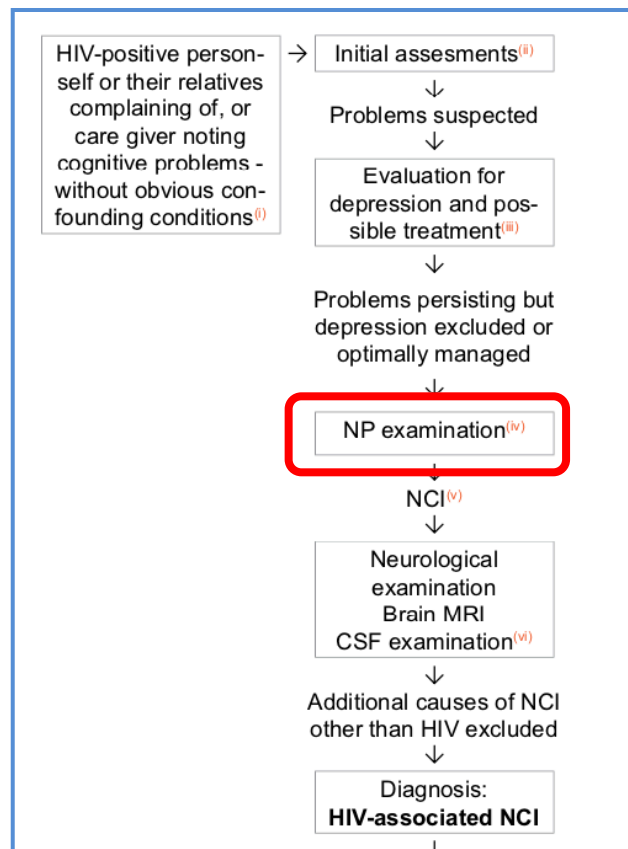 HIV-positive person-
self or their relatives
complaining of, or
care giver noting
cognitive problems -
without obvious con-
founding conditions(i)
→ Initial assesments(ii)
↓
Problems suspected
↓
Evaluation for
depression and pos-
sible treatment(iii)
↓
Problems persisting but
depression excluded or
optimally managed
↓
NP examination(iv)
↓
NCI(v)
↓
Neurological
examination
Brain MRI
CSF examination(vi)
↓
Additional causes of NCI
other than HIV excluded
↓
Diagnosis:
HIV-associated NCI